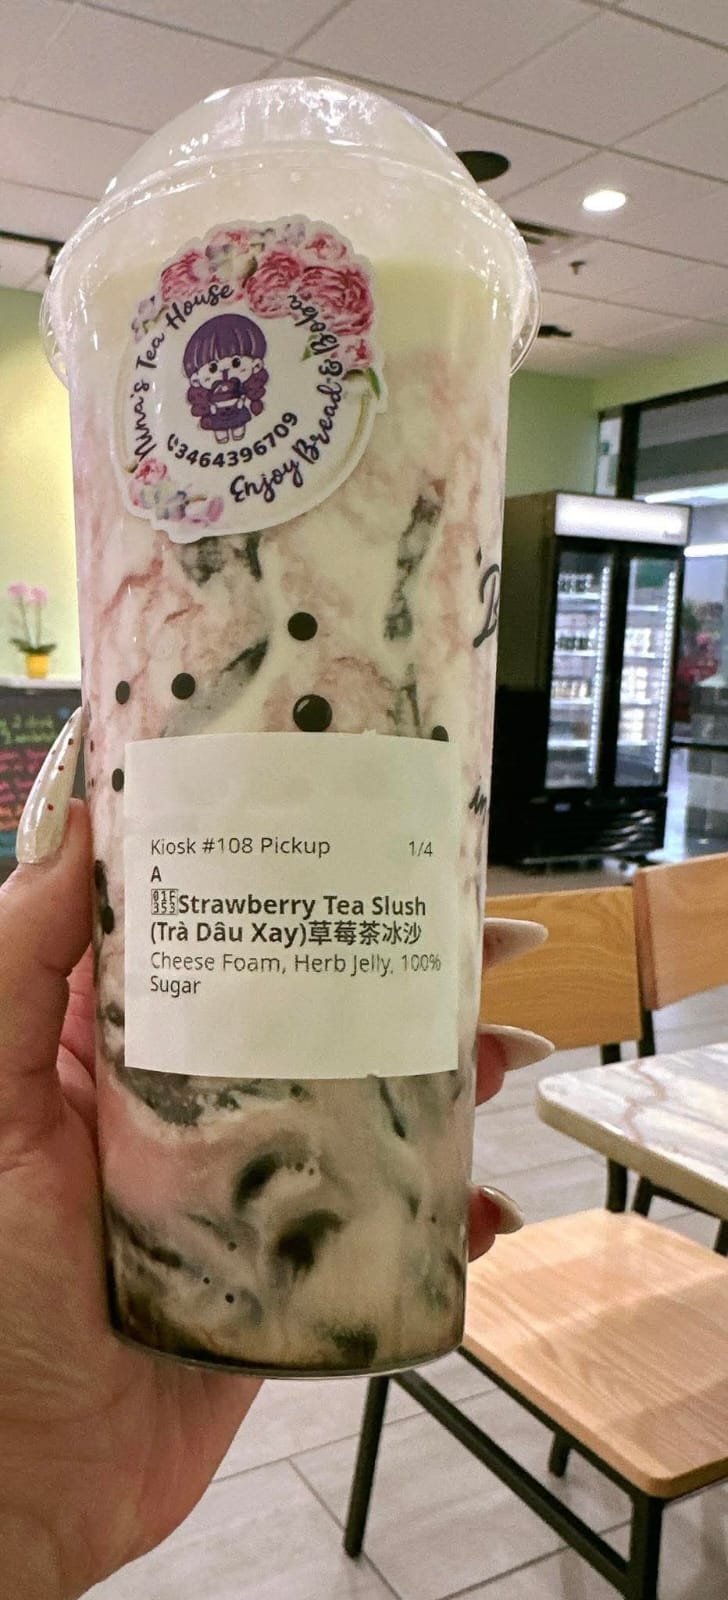 Nina's Tea House
3464396709
Enjoy Bread & Boba
Kiosk #108 Pickup 1/4
A
Strawberry Tea Slush
(Trà Dâu Xay)草莓茶冰沙
Cheese Foam, Herb Jelly, 100%
Sugar